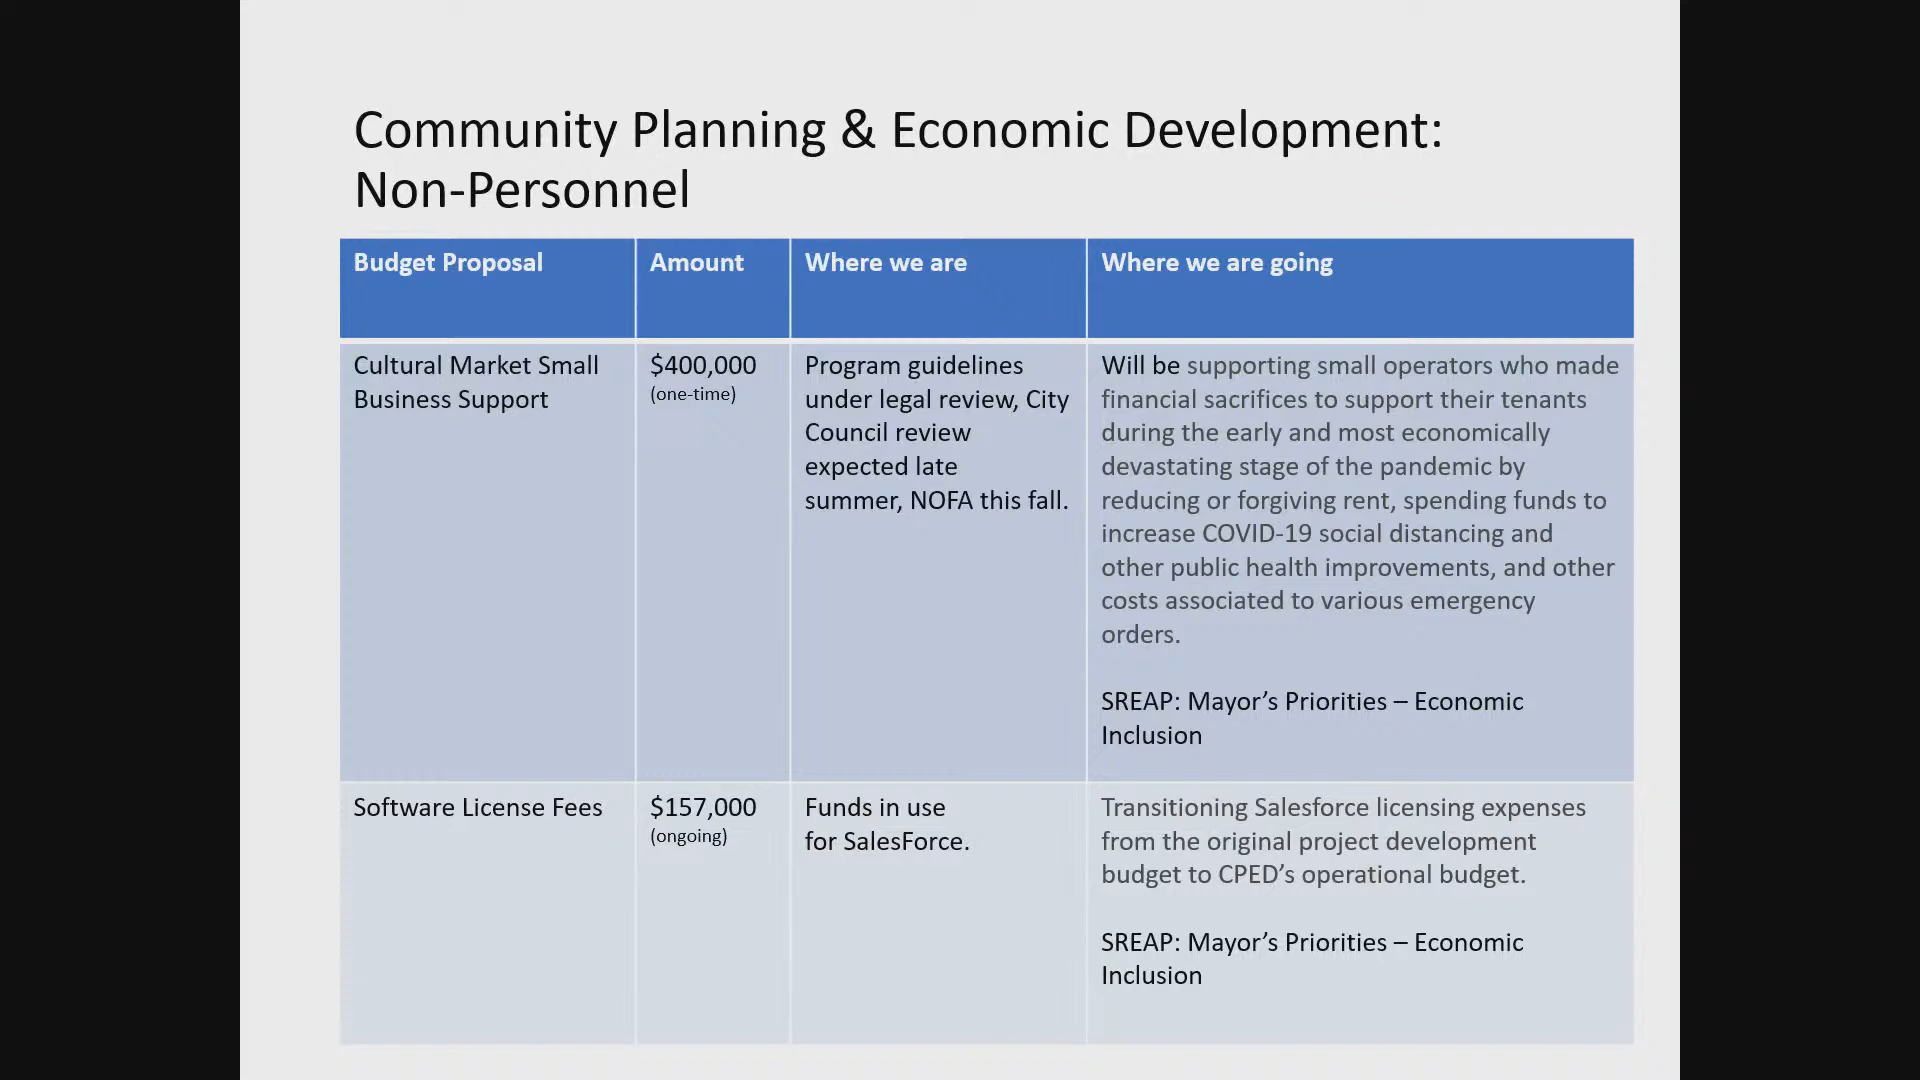 Community Planning & Economic Development:
Non-Personnel
Budget Proposal
Amount
Where we are
Where we are going
Cultural Market Small
Business Support
$400,000
(one-time)
Program guidelines
under legal review, City
Council review
expected late
summer, NOFA this fall.
Will be supporting small operators who made
financial sacrifices to support their tenants
during the early and most economically
devastating stage of the pandemic by
reducing or forgiving rent, spending funds to
increase COVID-19 social distancing and
other public health improvements, and other
costs associated to various emergency
orders.
SREAP: Mayor’s Priorities – Economic
Inclusion
Software License Fees
$157,000
(ongoing)
Funds in use
for SalesForce.
Transitioning Salesforce licensing expenses
from the original project development
budget to CPED’s operational budget.
SREAP: Mayor’s Priorities – Economic
Inclusion